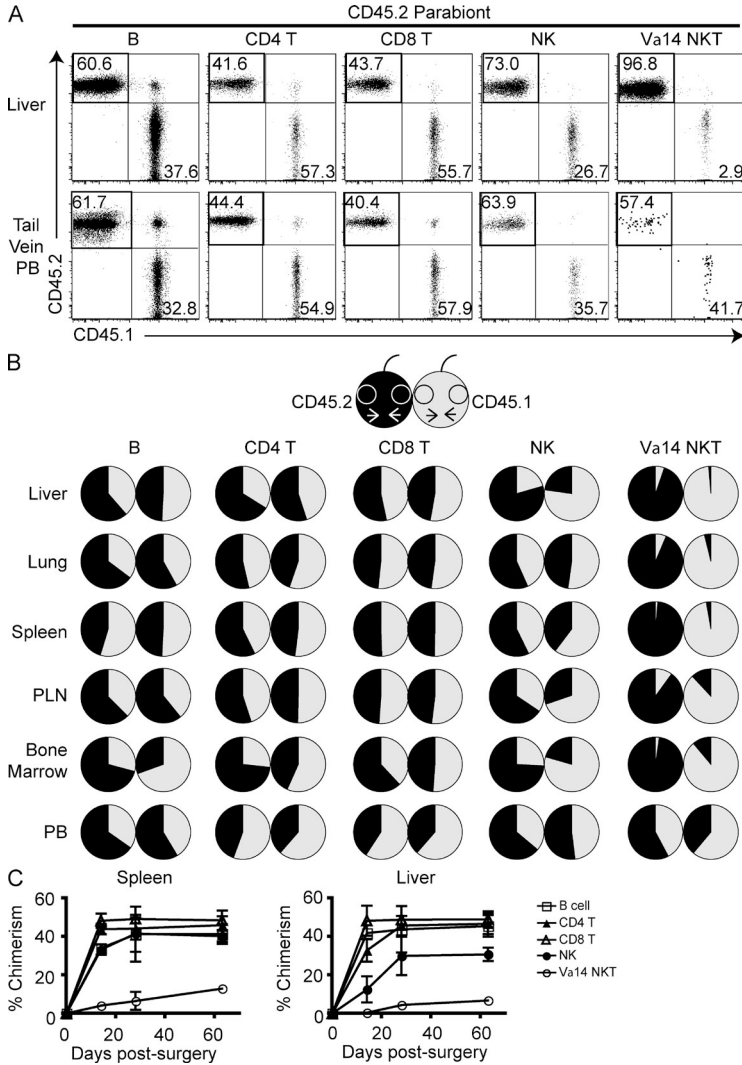 A
CD45.2 Parabiont
B CD4 T CD8 T NK Va14 NKT
Liver
60.6 37.6 41.6 57.3 43.7 55.7 73.0 26.7 96.8 2.9
Tail
Vein
PB
61.7 32.8 44.4 54.9 40.4 57.9 63.9 35.7 57.4 41.7
CD45.2
CD45.1
B
CD45.2 CD45.1
B CD4 T CD8 T NK Va14 NKT
Liver
Lung
Spleen
PLN
Bone
Marrow
PB
C
Spleen
% Chimerism
60
40
20
0
0 20 40 60
Days post-surgery
Liver
% Chimerism
60
40
20
0
0 20 40 60
Days post-surgery
B cell
CD4 T
CD8 T
NK
Va14 NKT